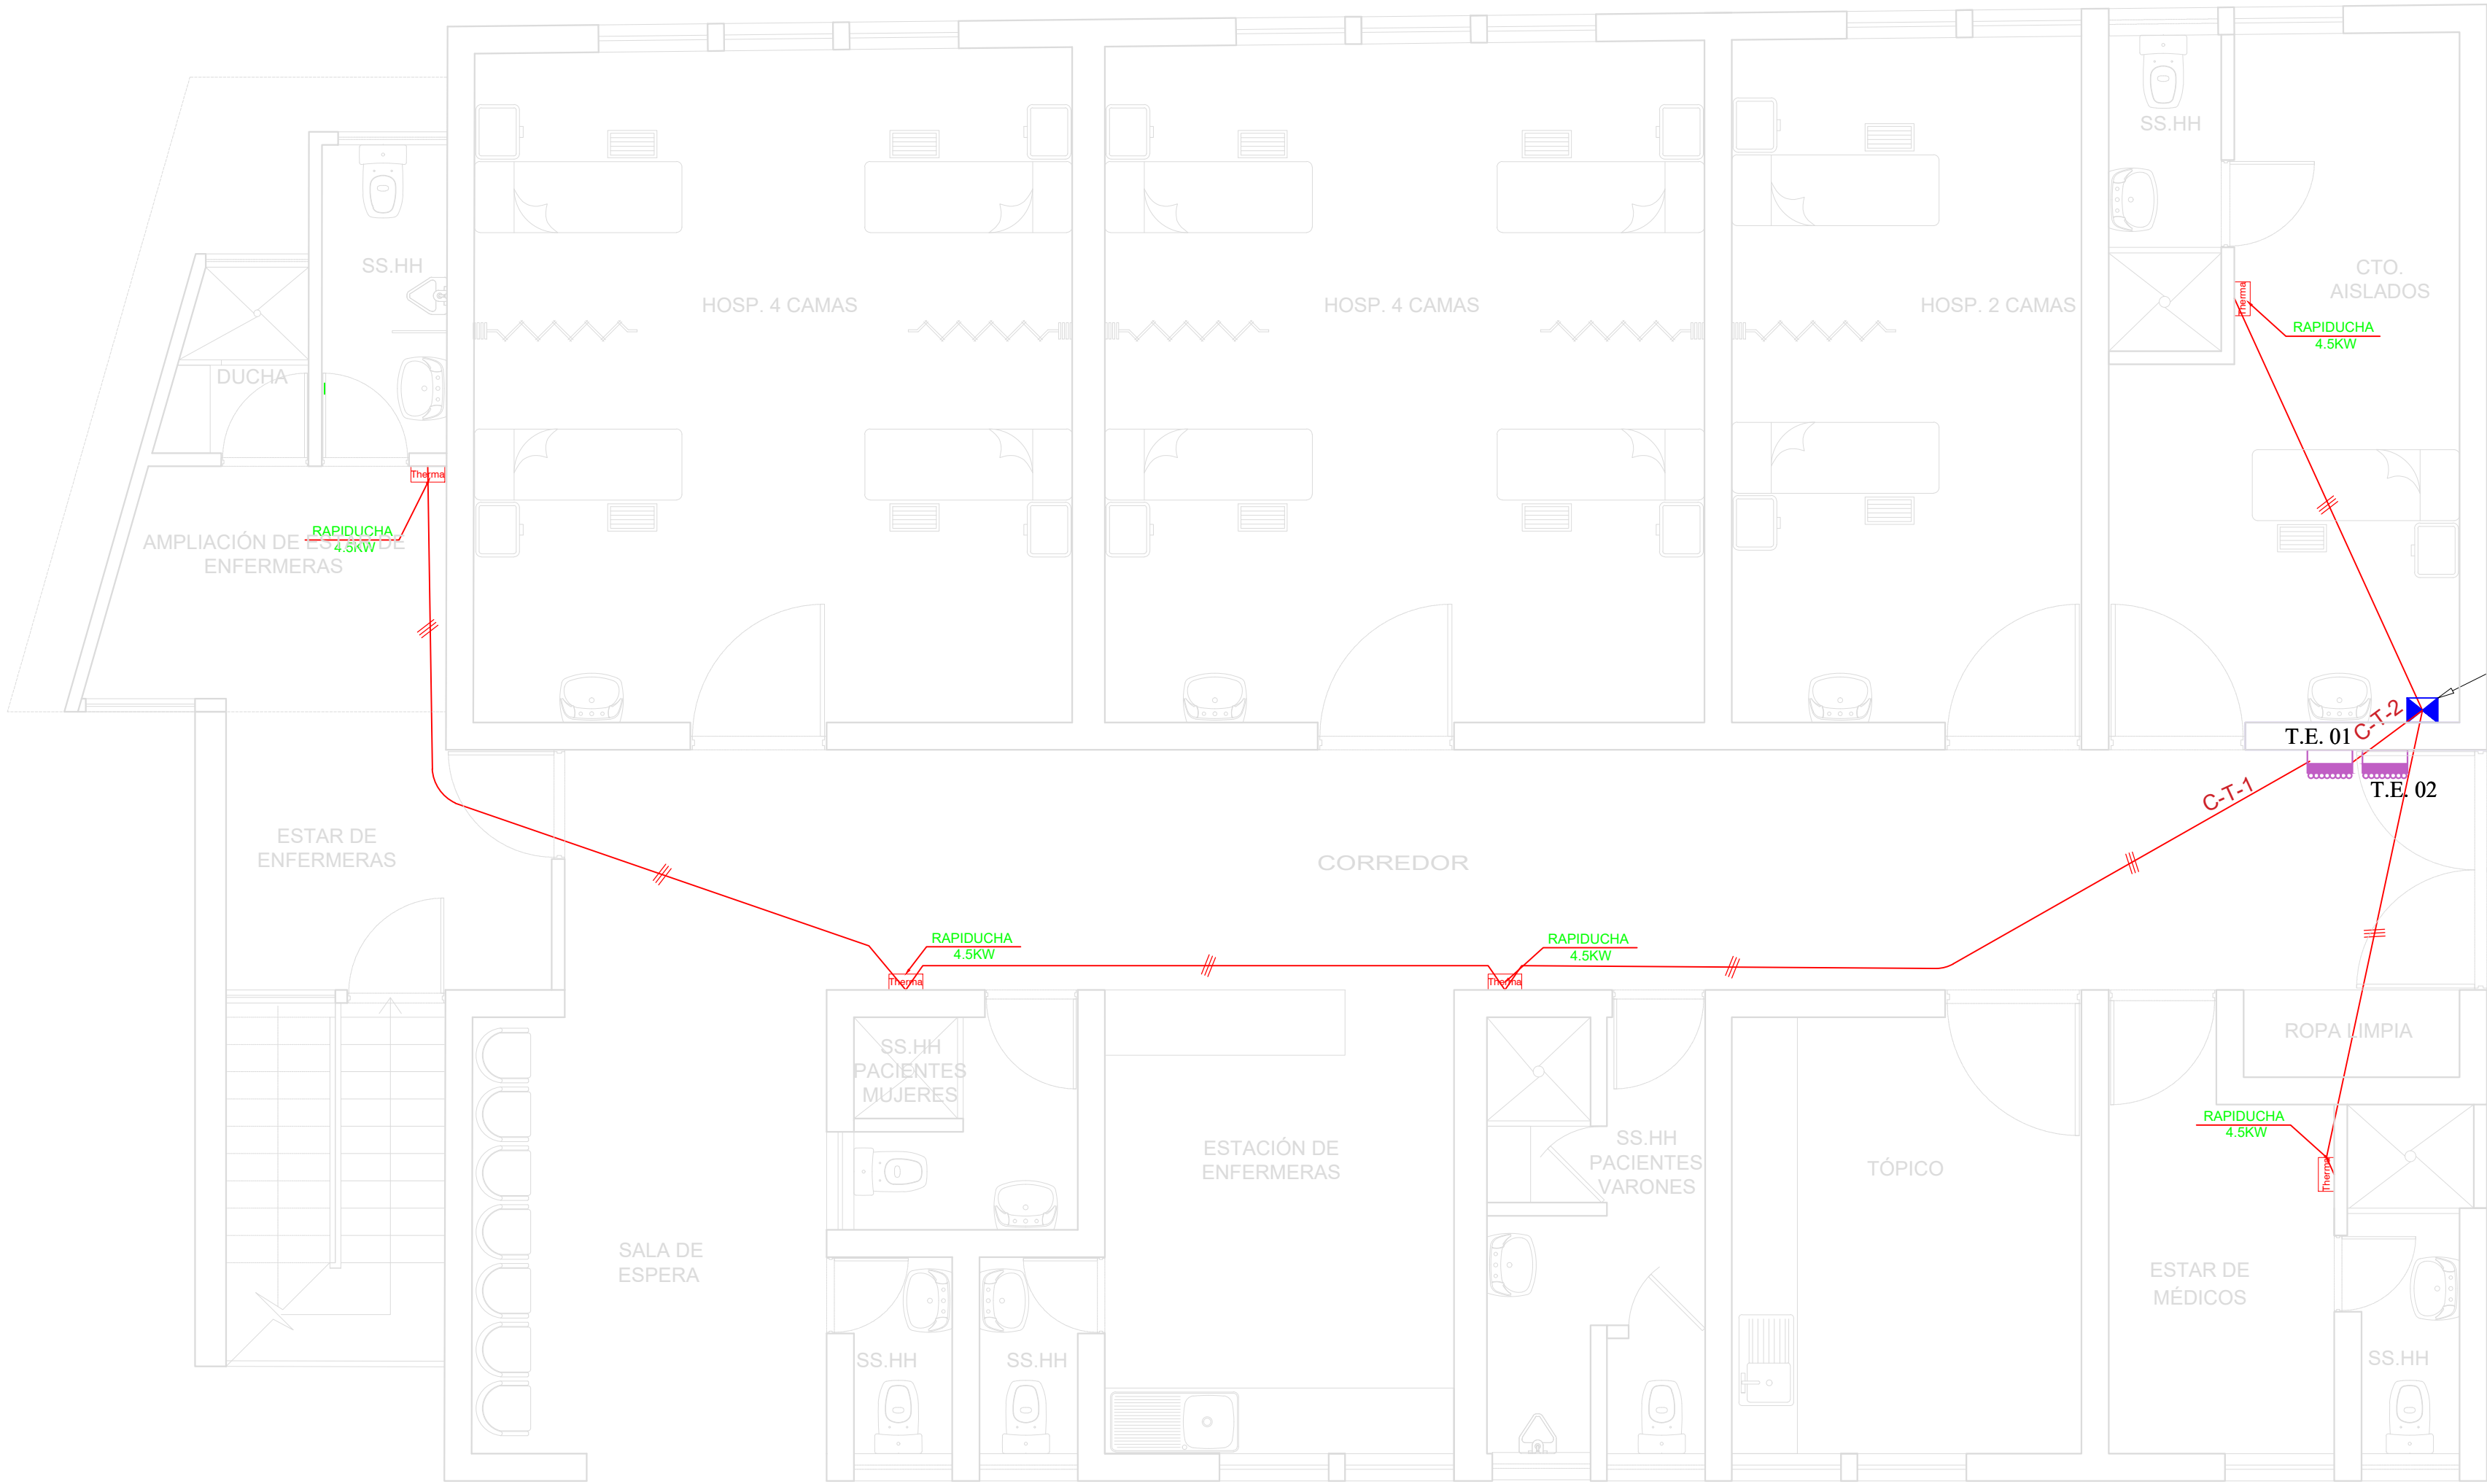 SS.HH
SS.HH
CTO.
AISLADOS
HOSP. 4 CAMAS
HOSP. 4 CAMAS
HOSP. 2 CAMAS
Therma
RAPIDUCHA
4.5KW
DUCHA
Therma
RAPIDUCHA
4.5KW
AMPLIACIÓN DE ESTAR DE
ENFERMERAS
C-T-2
T.E. 01
T.E. 02
C-T-1
ESTAR DE
ENFERMERAS
CORREDOR
RAPIDUCHA
4.5KW
Therma
RAPIDUCHA
4.5KW
Therma
ROPA LIMPIA
SS.HH
PACIENTES
MUJERES
RAPIDUCHA
4.5KW
Therma
ESTACIÓN DE
ENFERMERAS
SS.HH
PACIENTES
VARONES
TÓPICO
SALA DE
ESPERA
ESTAR DE
MÉDICOS
SS.HH
SS.HH
SS.HH